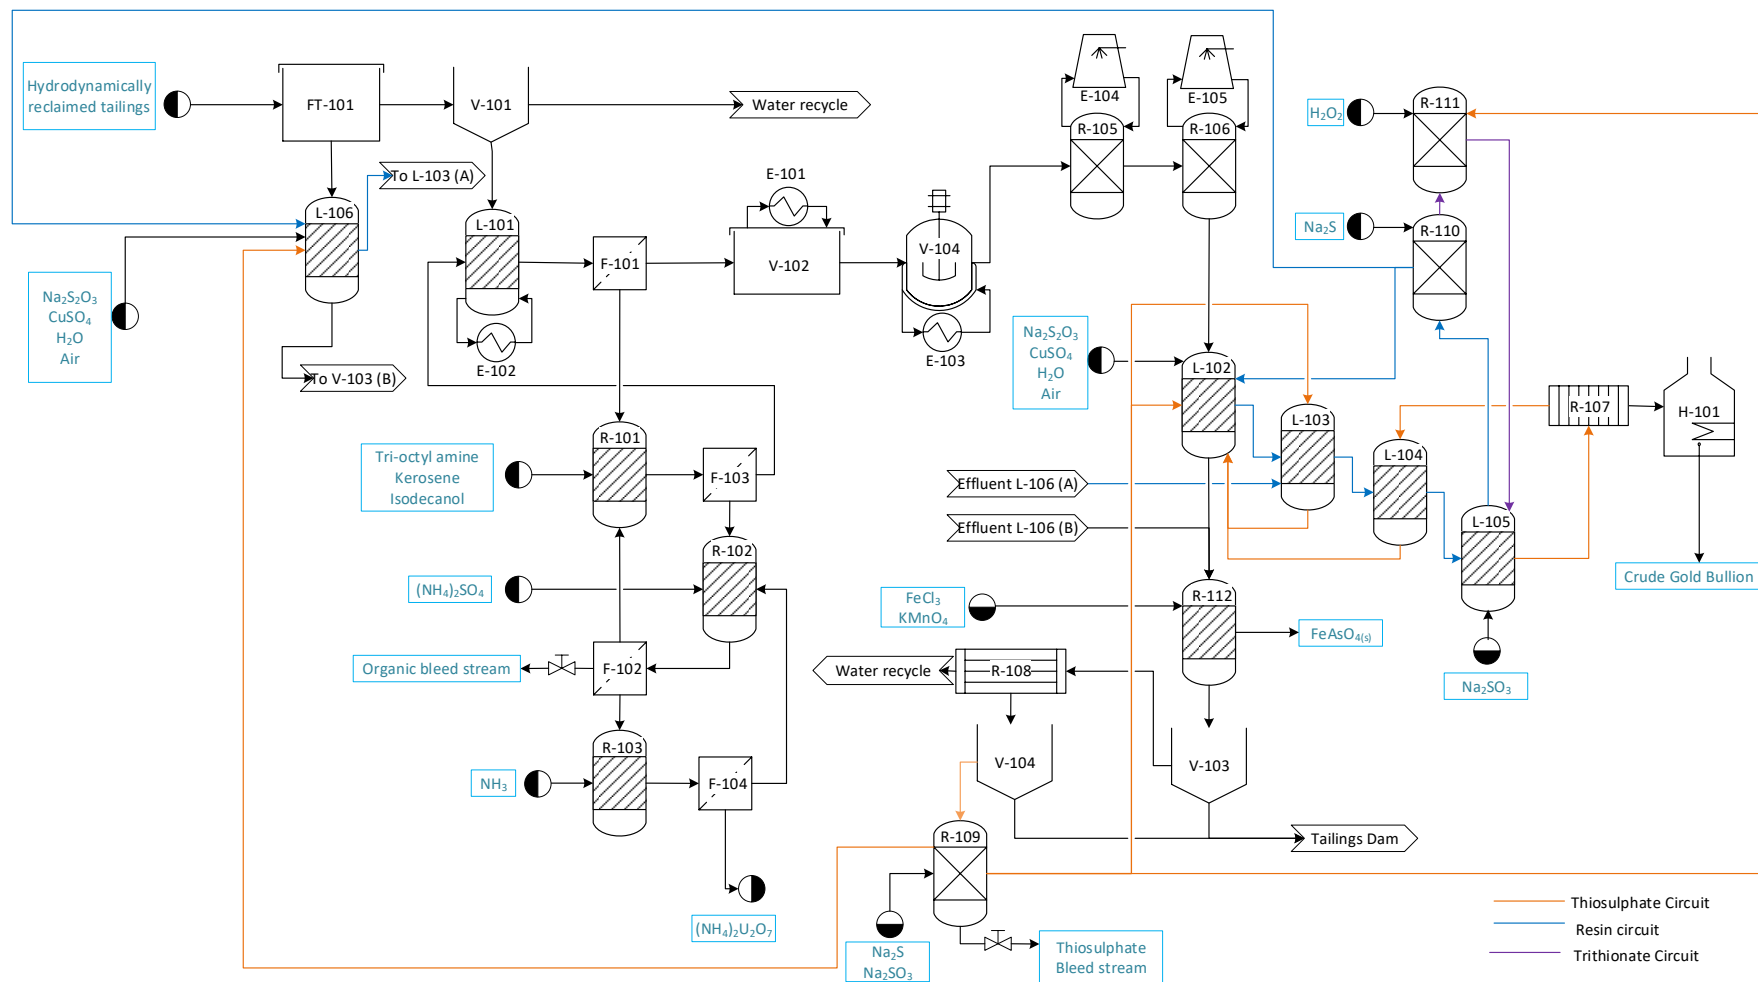 Hydrodynamically
reclaimed tailings
FT-101
V-101
Water recycle
To L-103 (A)
L-106
Na₂S₂O₃
CuSO₄
H₂O
Air
To V-103 (B)
L-101
E-102
F-101
E-101
V-102
V-104
E-103
E-104
R-105
E-105
R-106
H₂O₂
R-111
Na₂S
R-110
Na₂S₂O₃
CuSO₄
H₂O
Air
L-102
L-103
L-104
L-105
R-107
H-101
Crude Gold Bullion
Na₂SO₃
Effluent L-106 (A)
Effluent L-106 (B)
FeCl₃
KMnO₄
R-112
FeAsO₄₍ₛ₎
Tri-octyl amine
Kerosene
Isodecanol
R-101
F-103
R-102
(NH₄)₂SO₄
Organic bleed stream
F-102
R-103
NH₃
F-104
(NH₄)₂U₂O₇
Water recycle
R-108
V-104
V-103
Tailings Dam
R-109
Na₂S
Na₂SO₃
Thiosulphate
Bleed stream
Thiosulphate Circuit
Resin circuit
Trithionate Circuit